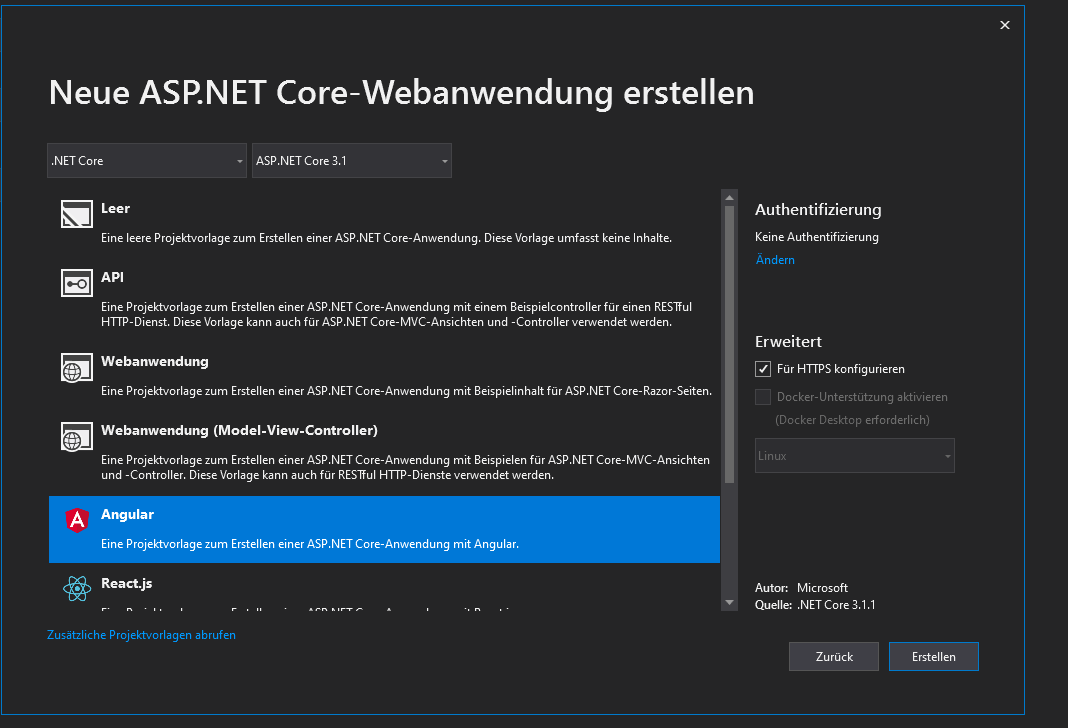 Neue ASP.NET Core-Webanwendung erstellen
.NET Core
ASP.NET Core 3.1
Leer
Eine leere Projektvorlage zum Erstellen einer ASP.NET Core-Anwendung. Diese Vorlage umfasst keine Inhalte.
API
Eine Projektvorlage zum Erstellen einer ASP.NET Core-Anwendung mit einem Beispielcontroller für einen RESTful
HTTP-Dienst. Diese Vorlage kann auch für ASP.NET Core-MVC-Ansichten und -Controller verwendet werden.
Webanwendung
Eine Projektvorlage zum Erstellen einer ASP.NET Core-Anwendung mit Beispielinhalt für ASP.NET Core-Razor-Seiten.
Webanwendung (Model-View-Controller)
Eine Projektvorlage zum Erstellen einer ASP.NET Core-Anwendung mit Beispielen für ASP.NET Core-MVC-Ansichten
und -Controller. Diese Vorlage kann auch für RESTful HTTP-Dienste verwendet werden.
Angular
Eine Projektvorlage zum Erstellen einer ASP.NET Core-Anwendung mit Angular.
React.js
Zusätzliche Projektvorlagen abrufen
Authentifizierung
Keine Authentifizierung
Ändern
Erweitert
Für HTTPS konfigurieren
Docker-Unterstützung aktivieren
(Docker Desktop erforderlich)
Linux
Autor: Microsoft
Quelle: .NET Core 3.1.1
Zurück
Erstellen